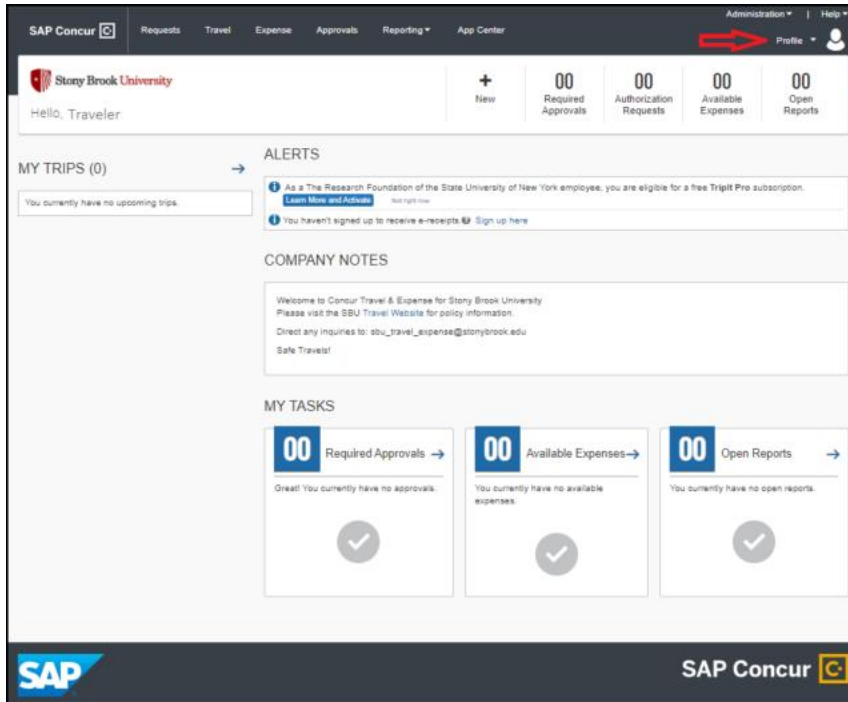 Administration | Help
SAP Concur C Requests Travel Expense Approvals Reporting App Center
Profile
Stony Brook University
Hello, Traveler
+ 00 00 00 00
New Required Approvals Authorization Requests Available Expenses Open Reports
MY TRIPS (0)
You currently have no upcoming trips.
ALERTS
As a The Research Foundation of the State University of New York employee, you are eligible for a free TripIt Pro subscription.
Learn More and Activate Not right now
You haven't signed up to receive e-receipts. Sign up here
COMPANY NOTES
Welcome to Concur Travel & Expense for Stony Brook University
Please visit the SBU Travel Website for policy information.
Direct any inquiries to: sbu_travel_expense@stonybrook.edu
Safe Travels!
MY TASKS
00 Required Approvals
Great! You currently have no approvals.
00 Available Expenses
You currently have no available
expenses.
00 Open Reports
You currently have no open reports.
SAP
SAP Concur C